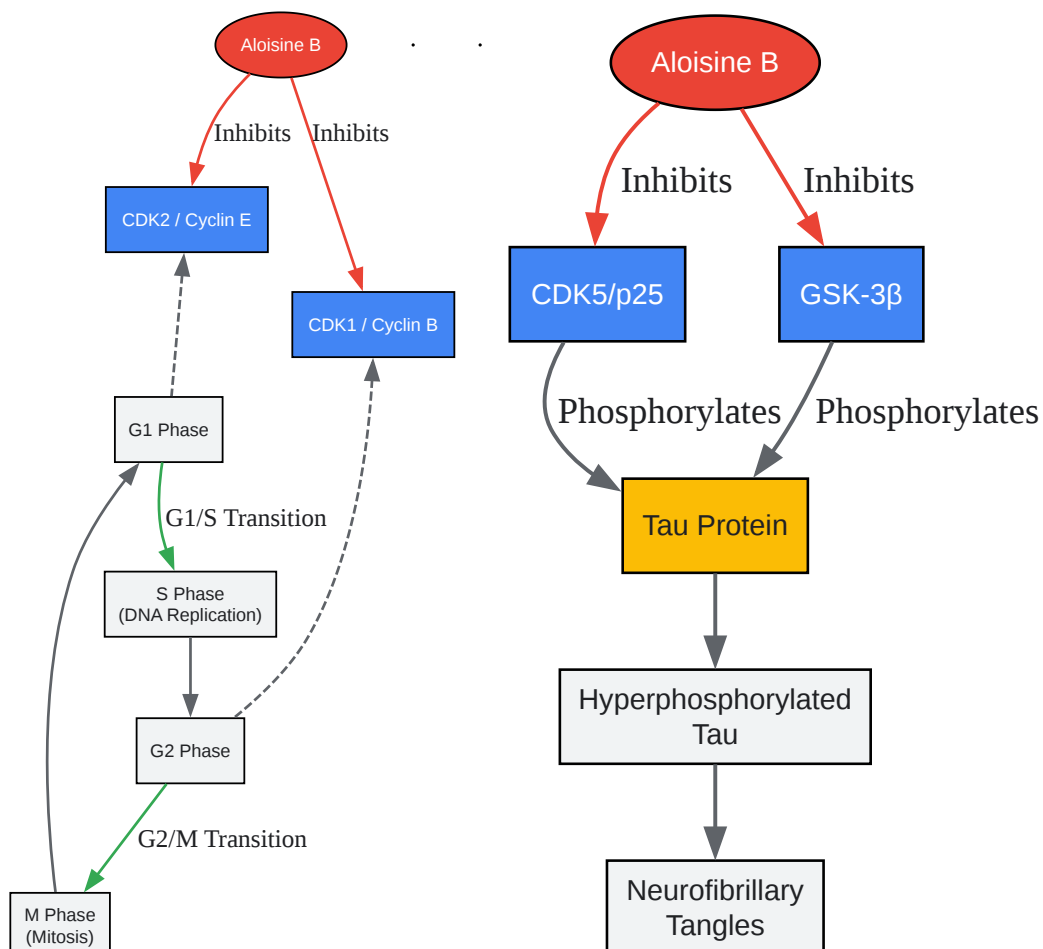 Aloisine B
Inhibits
Inhibits
CDK2 / Cyclin E
CDK1 / Cyclin B
G1 Phase
G1/S Transition
S Phase
(DNA Replication)
G2 Phase
G2/M Transition
M Phase
(Mitosis)
Aloisine B
Inhibits
Inhibits
CDK5/p25
GSK-3β
Phosphorylates
Phosphorylates
Tau Protein
Hyperphosphorylated
Tau
Neurofibrillary
Tangles